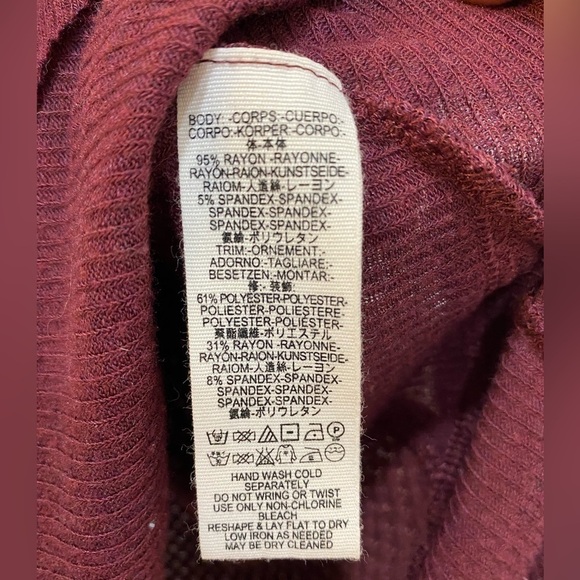 BODY -CORPS:-CUERPO:-
CORPO:-KÖRPER -CORPO:-
体-本体
95% RAYON -RAYONNE-
RAYÓN-RAION-KUNSTSEIDE-
RAIOM-人造絲-レーヨン
5% SPANDEX-SPANDEX-
SPANDEX-SPANDEX-
SPANDEX-SPANDEX-
氨綸-ポリウレタン
TRIM:-ORNEMENT:-
ADORNO:-TAGLIARE:-
BESETZEN:-MONTAR:-
修:- 装飾:
61% POLYESTER-POLYESTER-
POLIÉSTER-POLIESTERE-
POLYESTER-POLIÉSTER-
聚酯纖維-ポリエステル
31% RAYON -RAYONNE-
RAYÓN-RAION-KUNSTSEIDE-
RAIOM-人造絲-レーヨン
8% SPANDEX-SPANDEX-
SPANDEX-SPANDEX-
SPANDEX-SPANDEX-
氨綸-ポリウレタン
HAND WASH COLD
SEPARATELY
DO NOT WRING OR TWIST
USE ONLY NON-CHLORINE
BLEACH
RESHAPE & LAY FLAT TO DRY
LOW IRON AS NEEDED
MAY BE DRY CLEANED